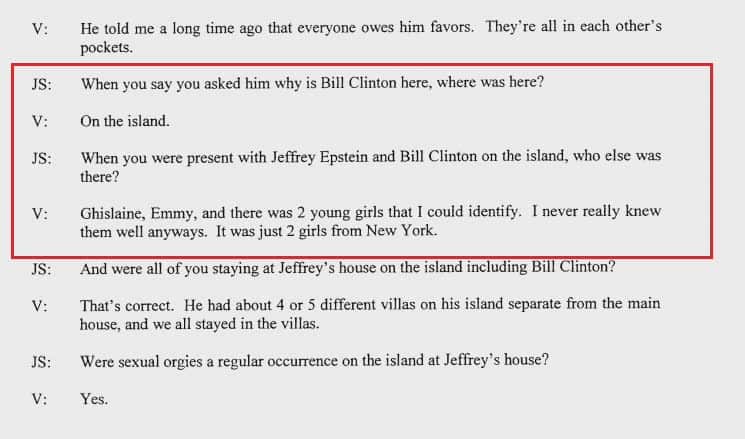 V: He told me a long time ago that everyone owes him favors. They're all in each other's
pockets.
JS: When you say you asked him why is Bill Clinton here, where was here?
V: On the island.
JS: When you were present with Jeffrey Epstein and Bill Clinton on the island, who else was
there?
V: Ghislaine, Emmy, and there was 2 young girls that I could identify. I never really knew
them well anyways. It was just 2 girls from New York.
JS: And were all of you staying at Jeffrey's house on the island including Bill Clinton?
V: That's correct. He had about 4 or 5 different villas on his island separate from the main
house, and we all stayed in the villas.
JS: Were sexual orgies a regular occurrence on the island at Jeffrey's house?
V: Yes.